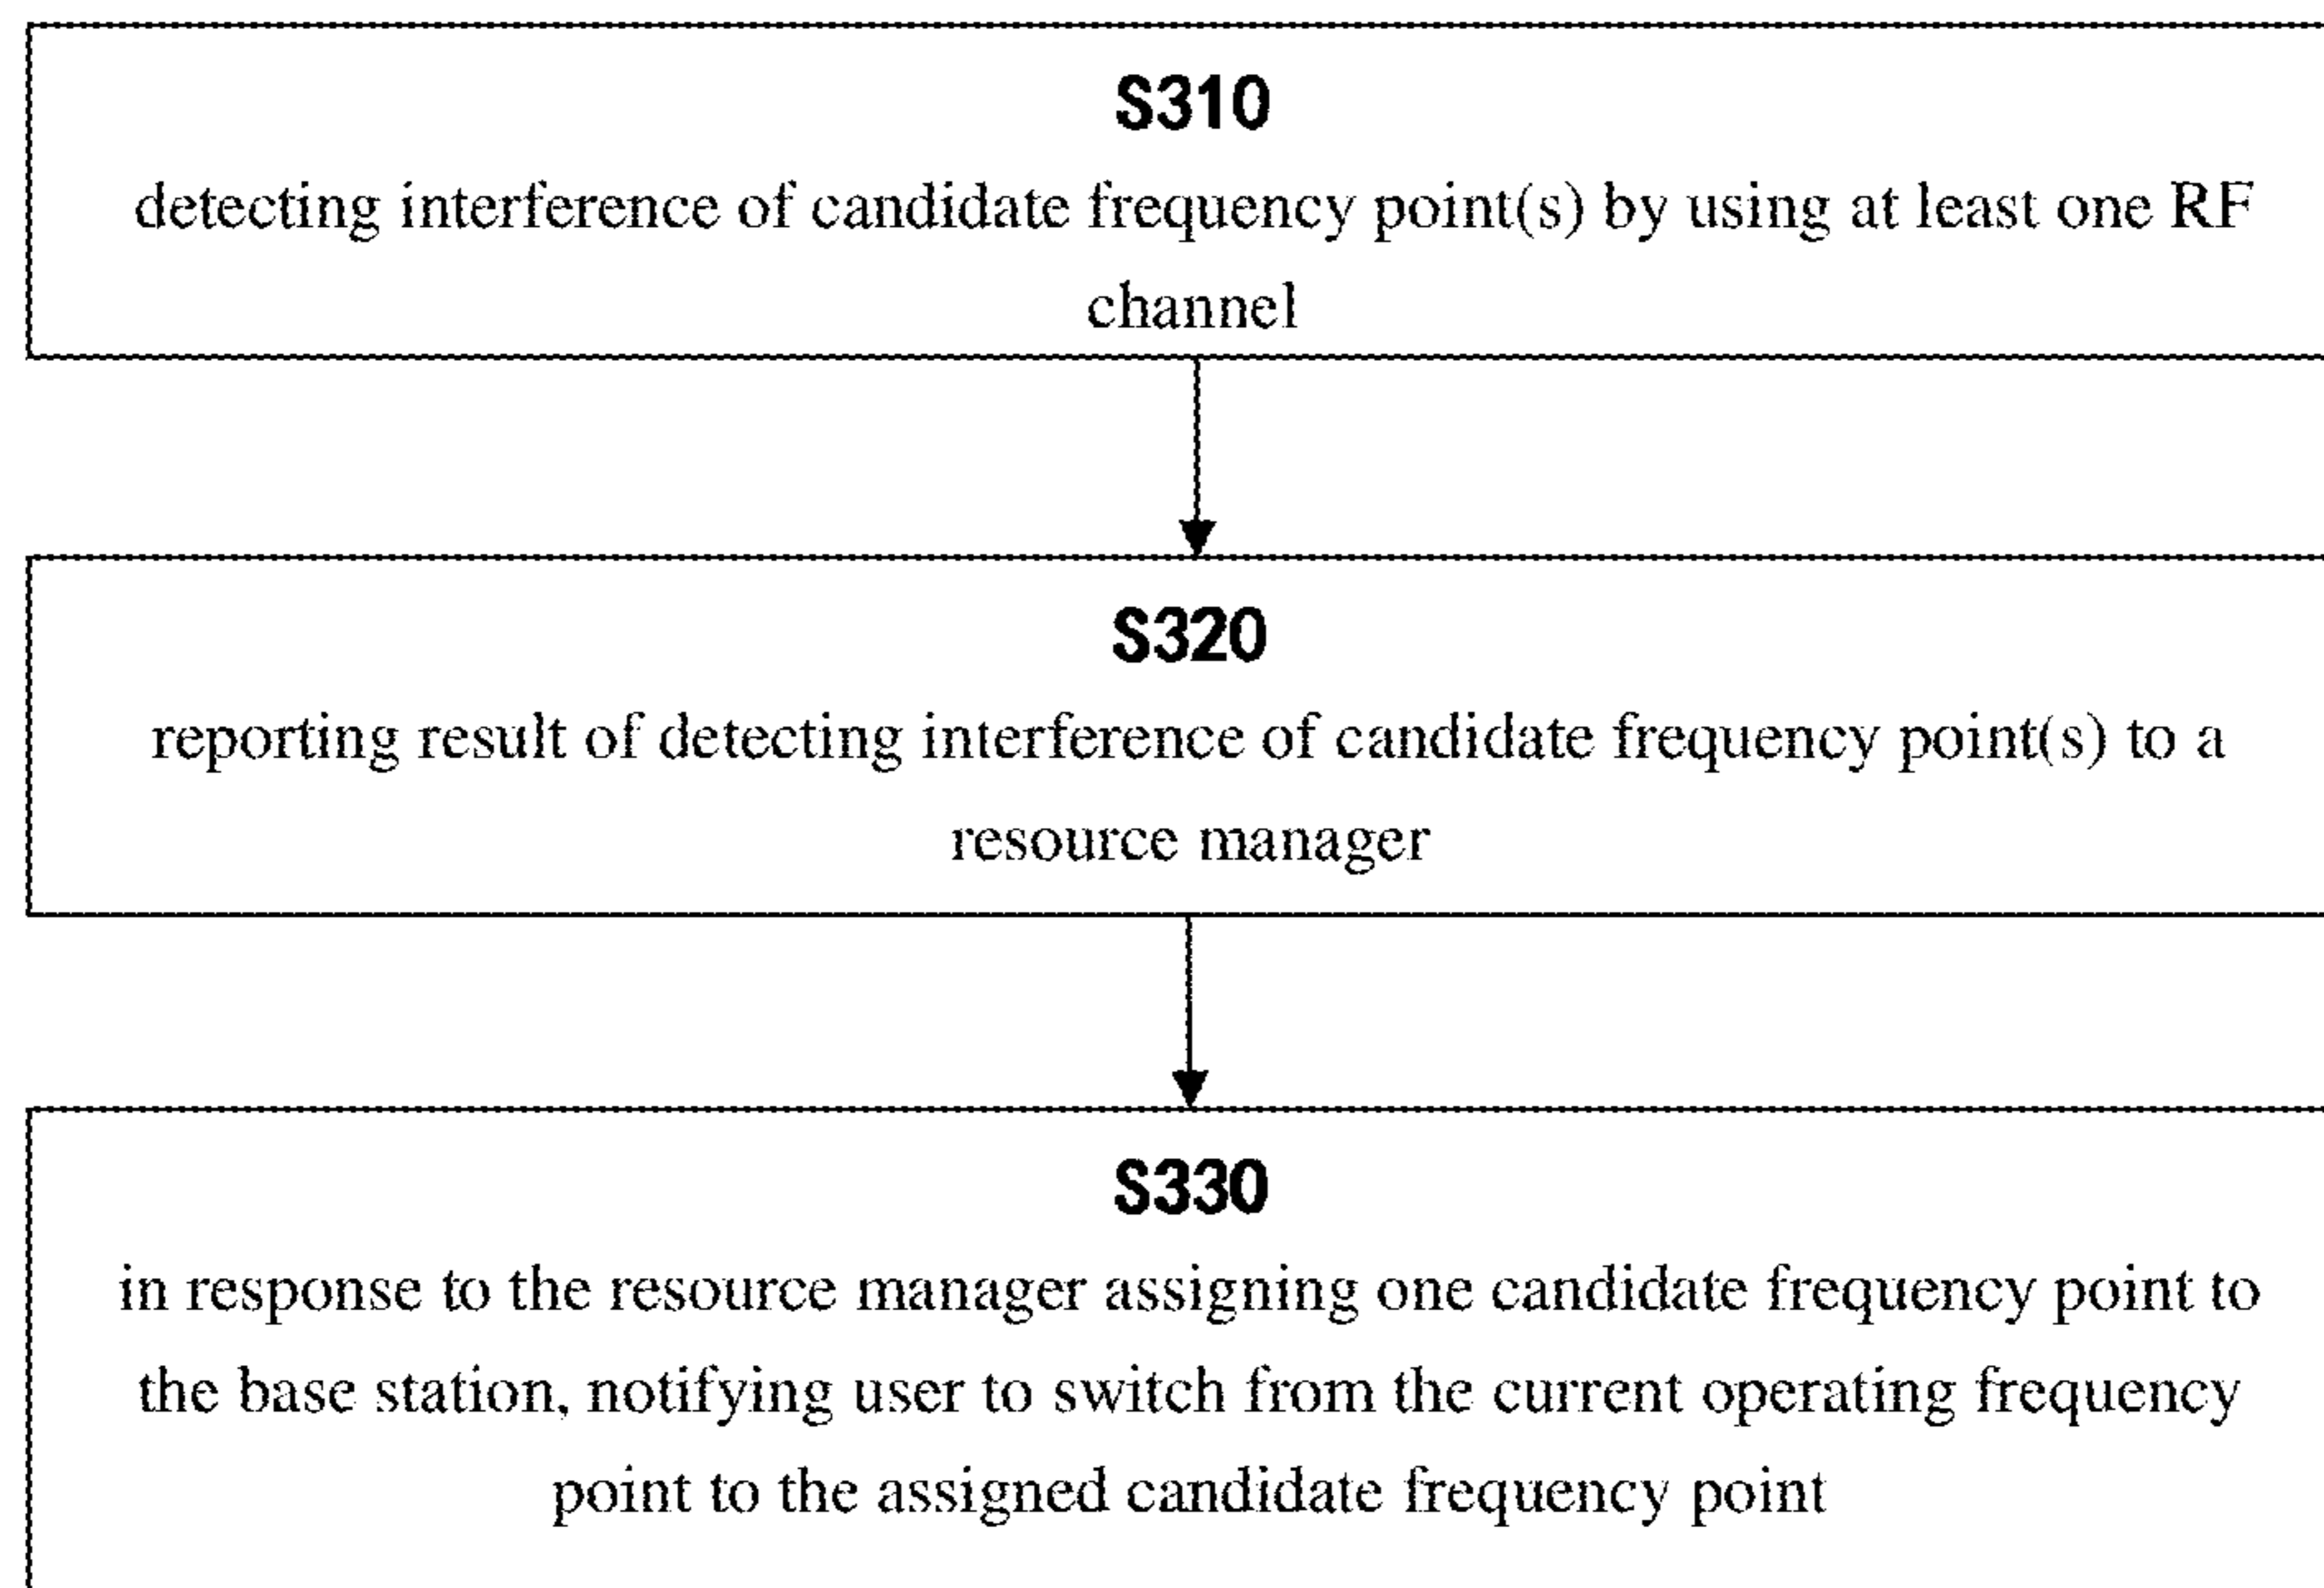 S310
detecting interference of candidate frequency point(s) by using at least one RF
channel
S320
reporting result of detecting interference of candidate frequency point(s) to a
resource manager
S330
in response to the resource manager assigning one candidate frequency point to
the base station, notifying user to switch from the current operating frequency
point to the assigned candidate frequency point